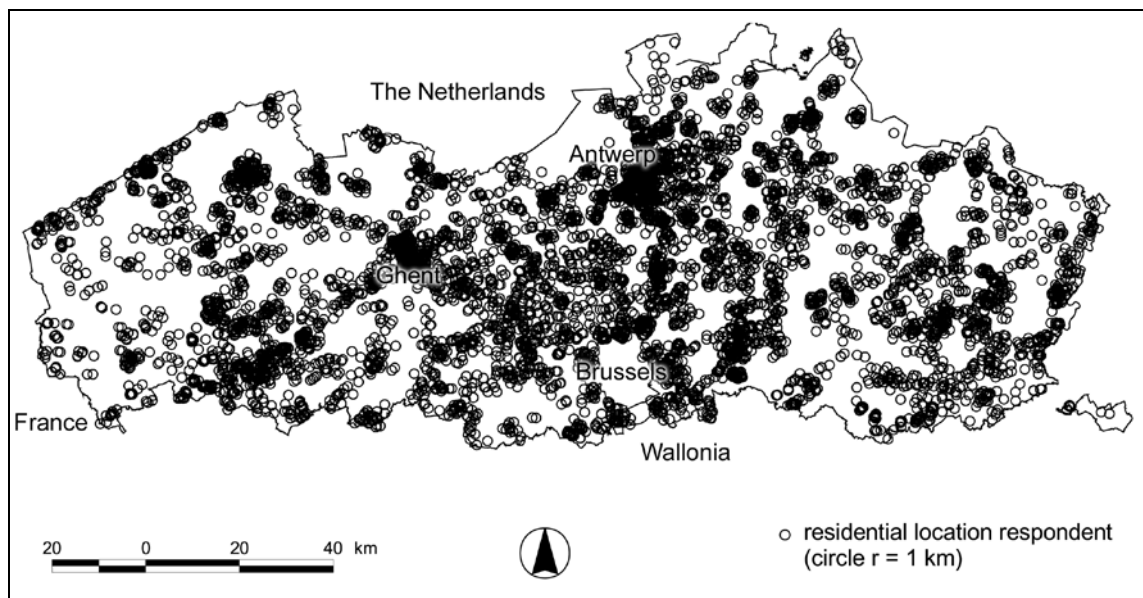 The Netherlands
Antwerp
Ghent
Brussels
France
Wallonia
20 0 20 40 km
residential location respondent
(circle r = 1 km)